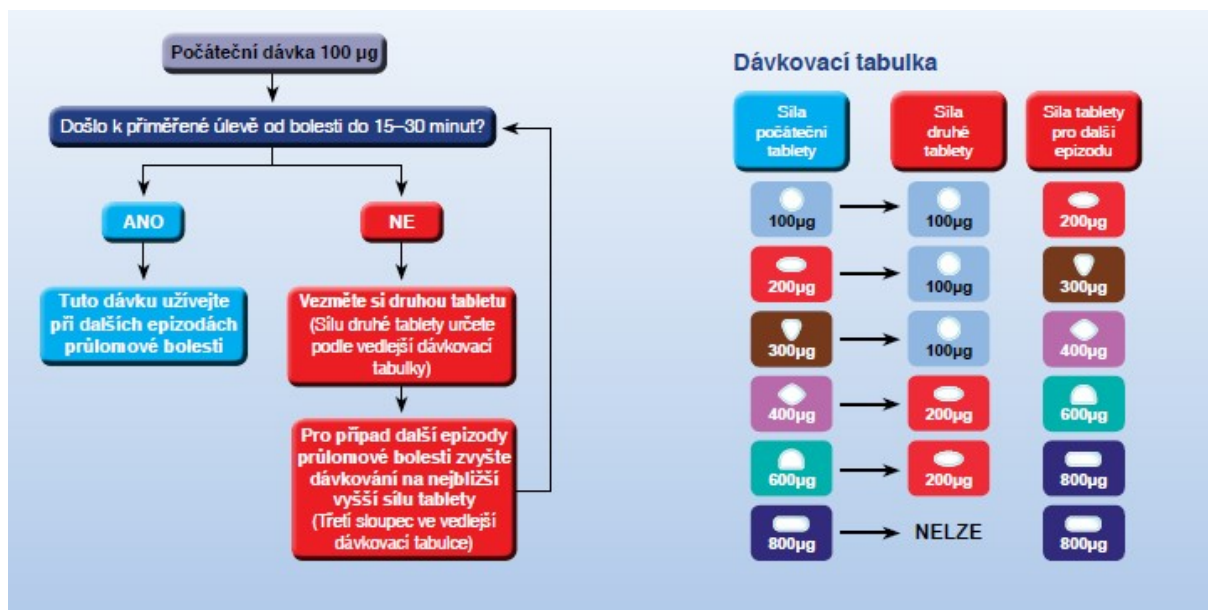 Počáteční dávka 100 µg
Došlo k přiměřené úlevě od bolesti do 15–30 minut?
ANO
NE
Tuto dávku užívejte
při dalších epizodách
průlomové bolesti
Vezměte si druhou tabletu
(Sílu druhé tablety určete
podle vedlejší dávkovací
tabulky)
Pro případ další epizody
průlomové bolesti zvyšte
dávkování na nejbližší
vyšší sílu tablety
(Třetí sloupec ve vedlejší
dávkovací tabulce)
Dávkovací tabulka
Síla
počáteční
tablety
Síla
druhé
tablety
Síla tablety
pro další
epizodu
100µg 100µg 200µg
200µg 100µg 300µg
300µg 100µg 400µg
400µg 200µg 600µg
600µg 200µg 800µg
800µg NELZE 800µg